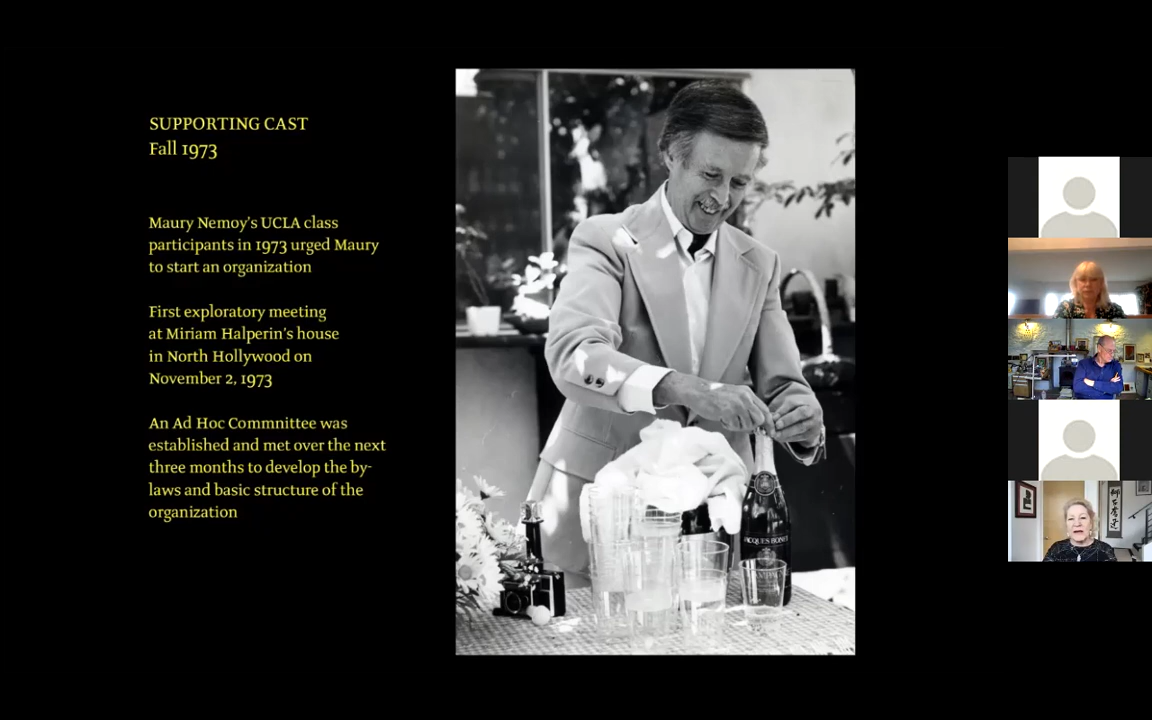 SUPPORTING CAST
Fall 1973
Maury Nemoy's UCLA class
participants in 1973 urged Maury
to start an organization
First exploratory meeting
at Miriam Halperin's house
in North Hollywood on
November 2, 1973
An Ad Hoc Commnittee was
established and met over the next
three months to develop the by-
laws and basic structure of the
organization
JACQUES BONET